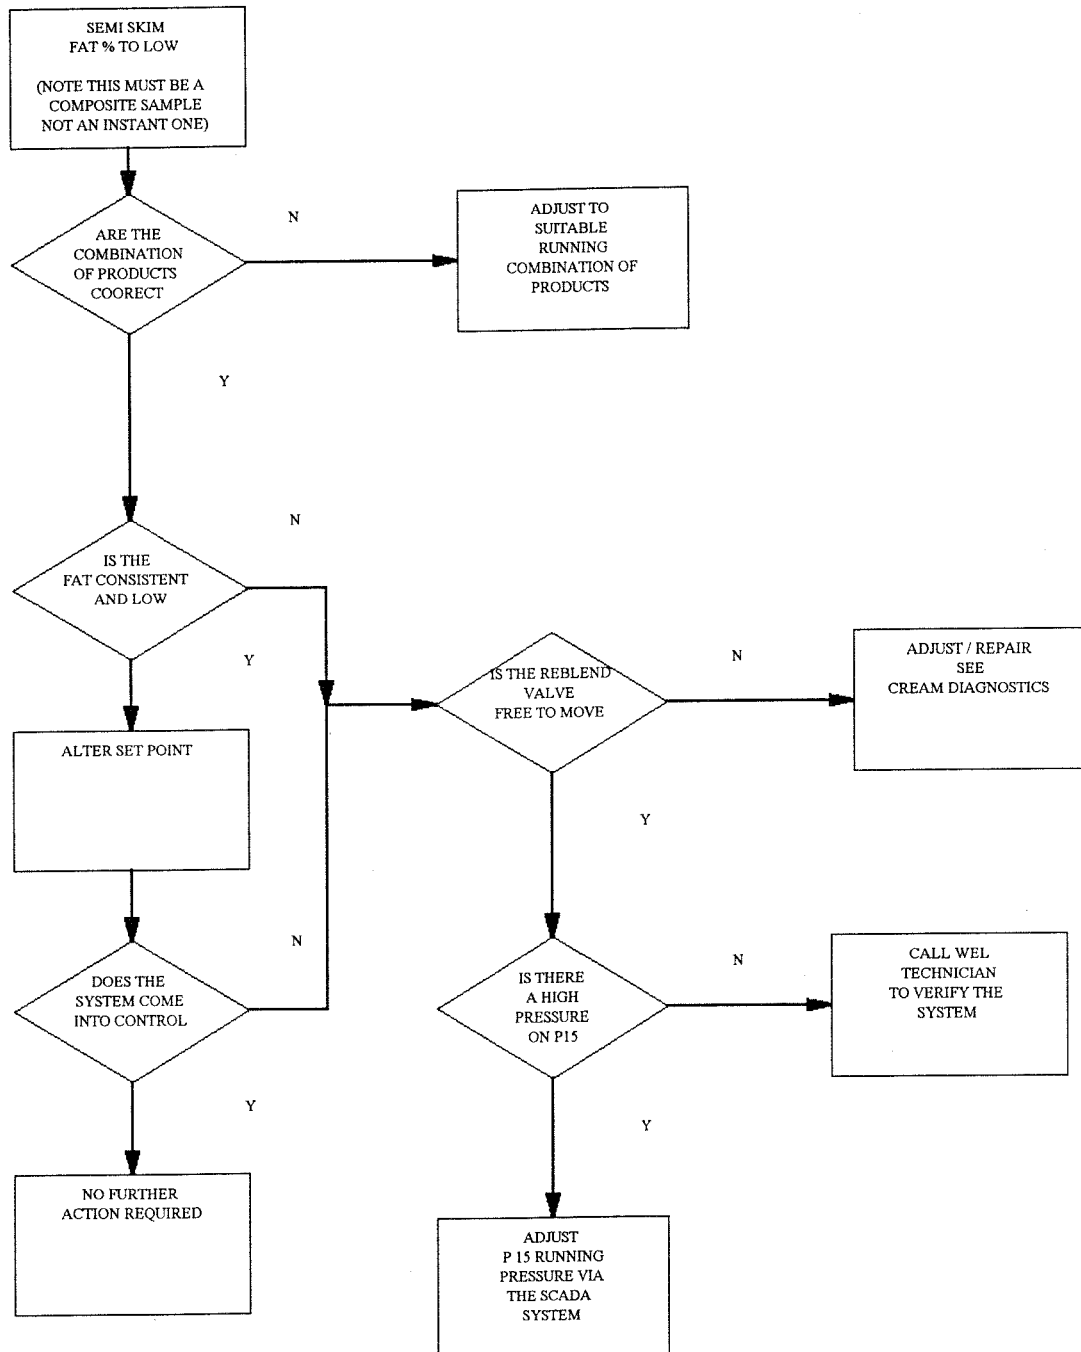 SEMI SKIM
FAT % TO LOW
(NOTE THIS MUST BE A
COMPOSITE SAMPLE
NOT AN INSTANT ONE)
N
ARE THE
COMBINATION
OF PRODUCTS
COORECT
ADJUST TO
SUITABLE
RUNNING
COMBINATION OF
PRODUCTS
Y
N
IS THE
FAT CONSISTENT
AND LOW
Y
ALTER SET POINT
N
DOES THE
SYSTEM COME
INTO CONTROL
Y
NO FURTHER
ACTION REQUIRED
IS THE REBLEND
VALVE
FREE TO MOVE
N
ADJUST / REPAIR
SEE
CREAM DIAGNOSTICS
Y
IS THERE
A HIGH
PRESSURE
ON P15
N
CALL WEL
TECHNICIAN
TO VERIFY THE
SYSTEM
Y
ADJUST
P 15 RUNNING
PRESSURE VIA
THE SCADA
SYSTEM